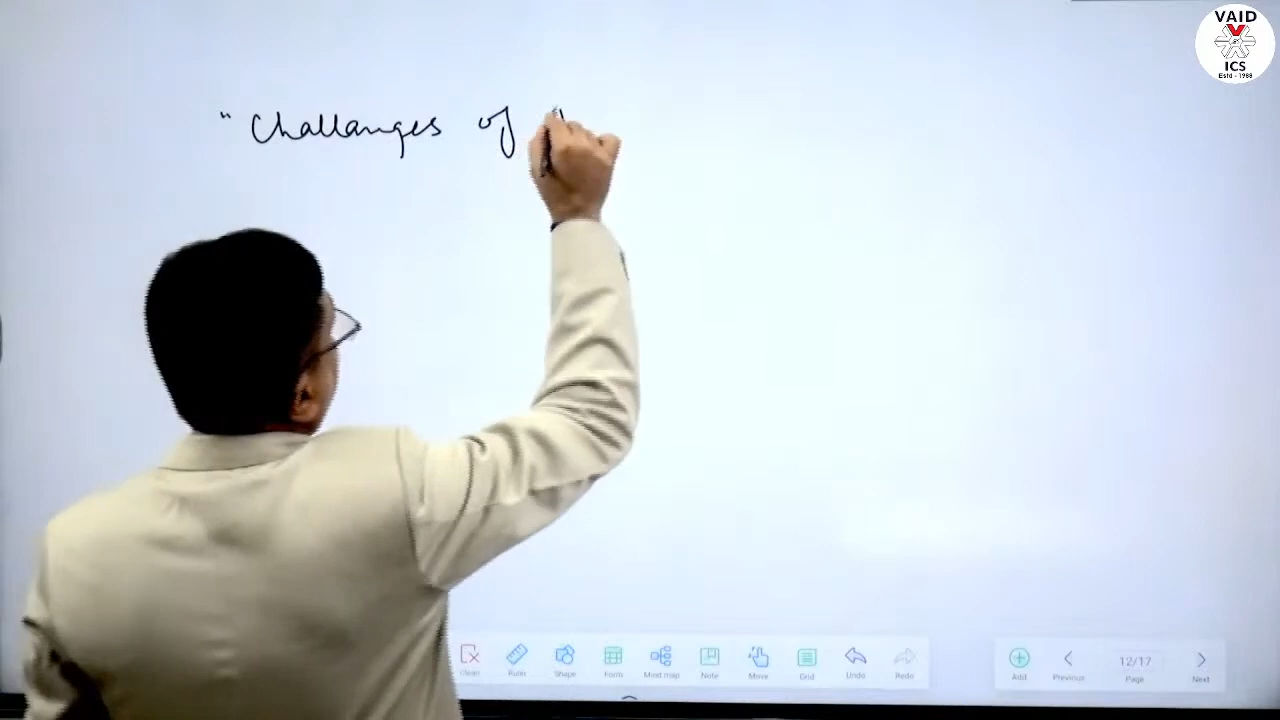 VAID
ICS
Estd - 1988
" Challanges of
Clean
Ruler
Shape
Form
Mind map
Note
Move
Grid
Undo
Redo
Add
Previous
12/17
Page
Next